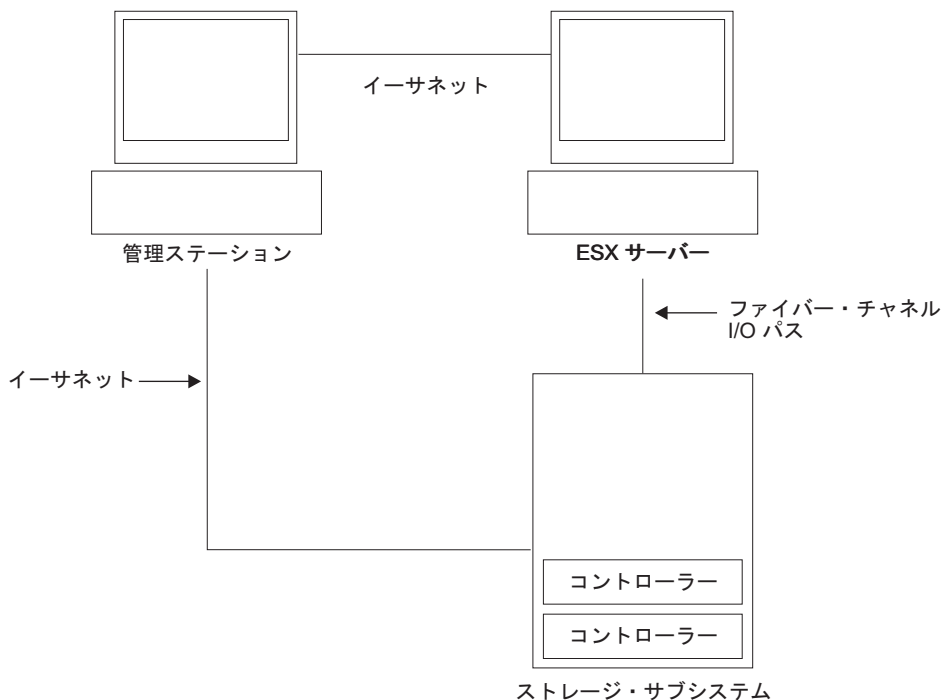 イーサネット
管理ステーション
ESX サーバー
ファイバー・チャネル
I/O パス
イーサネット
コントローラー
コントローラー
ストレージ・サブシステム